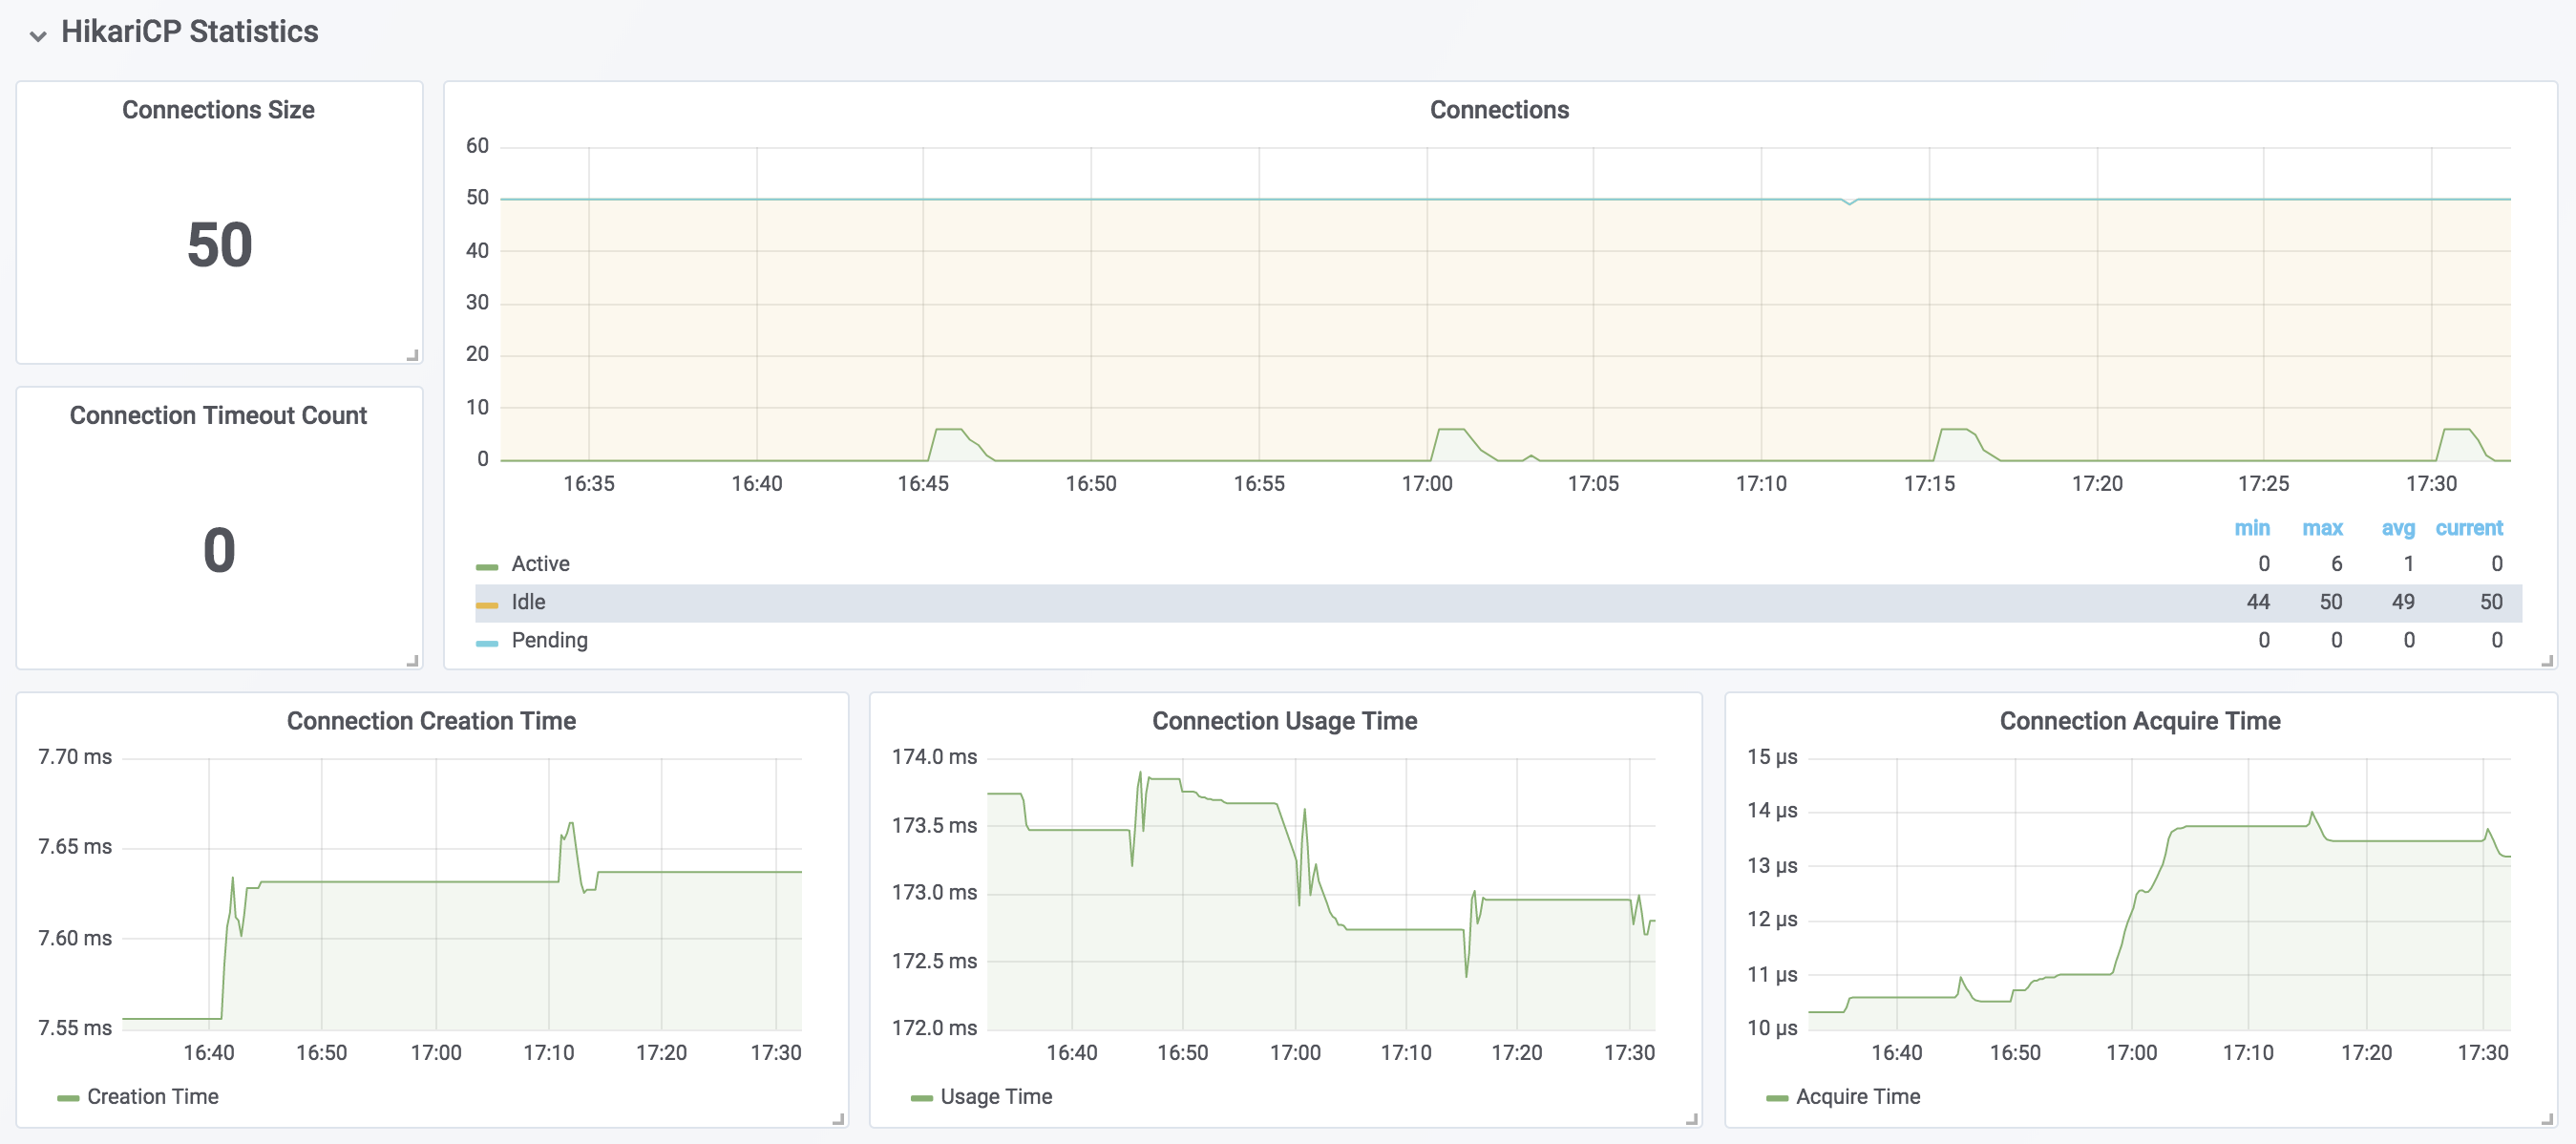 HikariCP Statistics
Connections Size
50
Connection Timeout Count
0
Connections
60
50
40
30
20
10
0
16:35 16:40 16:45 16:50 16:55 17:00 17:05 17:10 17:15 17:20 17:25 17:30
min max avg current
Active 0 6 1 0
Idle 44 50 49 50
Pending 0 0 0 0
Connection Creation Time
7.70 ms
7.65 ms
7.60 ms
7.55 ms
16:40 16:50 17:00 17:10 17:20 17:30
Creation Time
Connection Usage Time
174.0 ms
173.5 ms
173.0 ms
172.5 ms
172.0 ms
16:40 16:50 17:00 17:10 17:20 17:30
Usage Time
Connection Acquire Time
15 µs
14 µs
13 µs
12 µs
11 µs
10 µs
16:40 16:50 17:00 17:10 17:20 17:30
Acquire Time